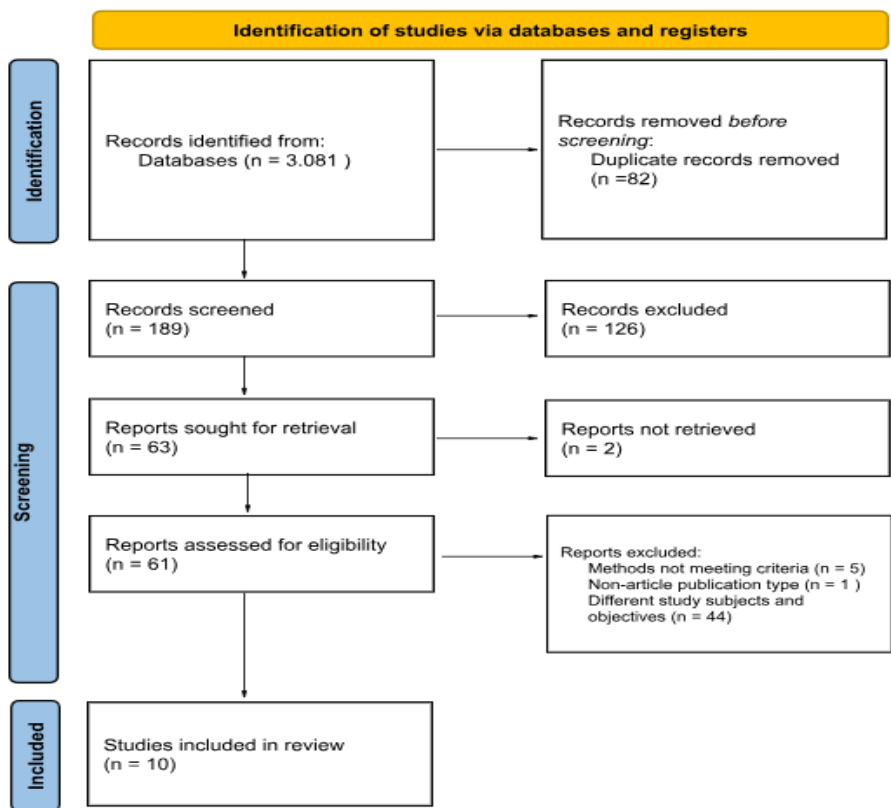 Identification of studies via databases and registers
Identification
Records identified from:
Databases (n = 3.081 )
Records removed before
screening:
Duplicate records removed
(n =82)
Screening
Records screened
(n = 189)
Records excluded
(n = 126)
Reports sought for retrieval
(n = 63)
Reports not retrieved
(n = 2)
Reports assessed for eligibility
(n = 61)
Reports excluded:
Methods not meeting criteria (n = 5)
Non-article publication type (n = 1 )
Different study subjects and
objectives (n = 44)
Included
Studies included in review
(n = 10)